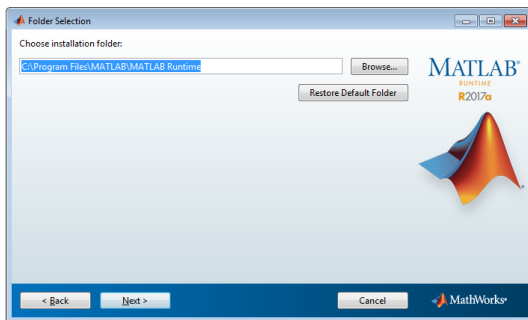 Folder Selection
Choose installation folder:
C:\Program Files\MATLAB\MATLAB Runtime
Browse...
Restore Default Folder
MATLAB®
RUNTIME
R2017a
< Back
Next >
Cancel
MathWorks®